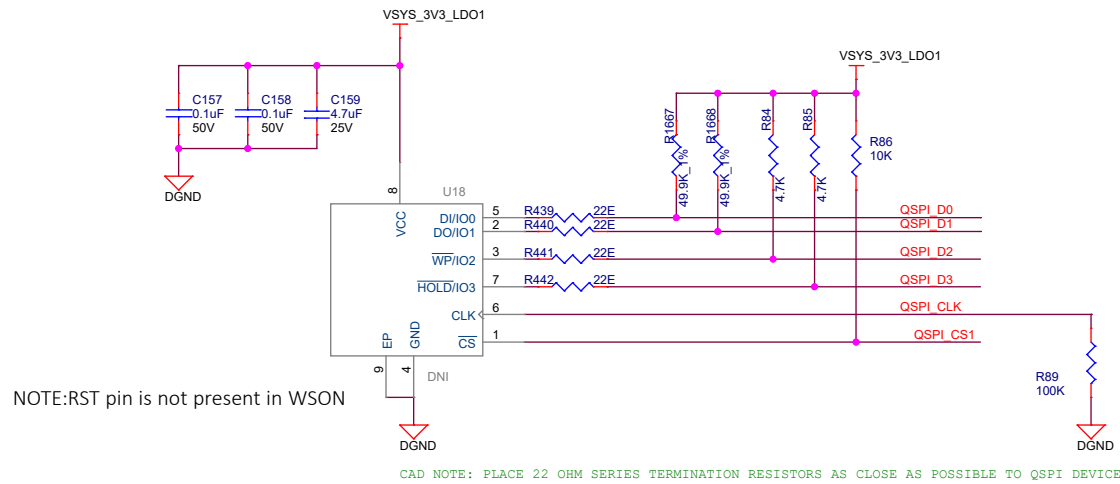 VSYS_3V3_LDO1
VSYS_3V3_LDO1
C157
0.1uF
50V
C158
0.1uF
50V
C159
4.7uF
25V
R1667
49.9K_1%
R1668
49.9K_1%
R84
4.7K
R85
4.7K
R86
10K
DGND
8
U18
VCC
DI/IO0
5
R439
22E
QSPI_D0
DO/IO1
2
R440
22E
QSPI_D1
WP/IO2
3
R441
22E
QSPI_D2
HOLD/IO3
7
R442
22E
QSPI_D3
CLK
6
QSPI_CLK
CS
1
QSPI_CS1
EP
GND
9
4
DNI
R89
100K
NOTE:RST pin is not present in WSON
DGND
DGND
CAD NOTE: PLACE 22 OHM SERIES TERMINATION RESISTORS AS CLOSE AS POSSIBLE TO QSPI DEVICE